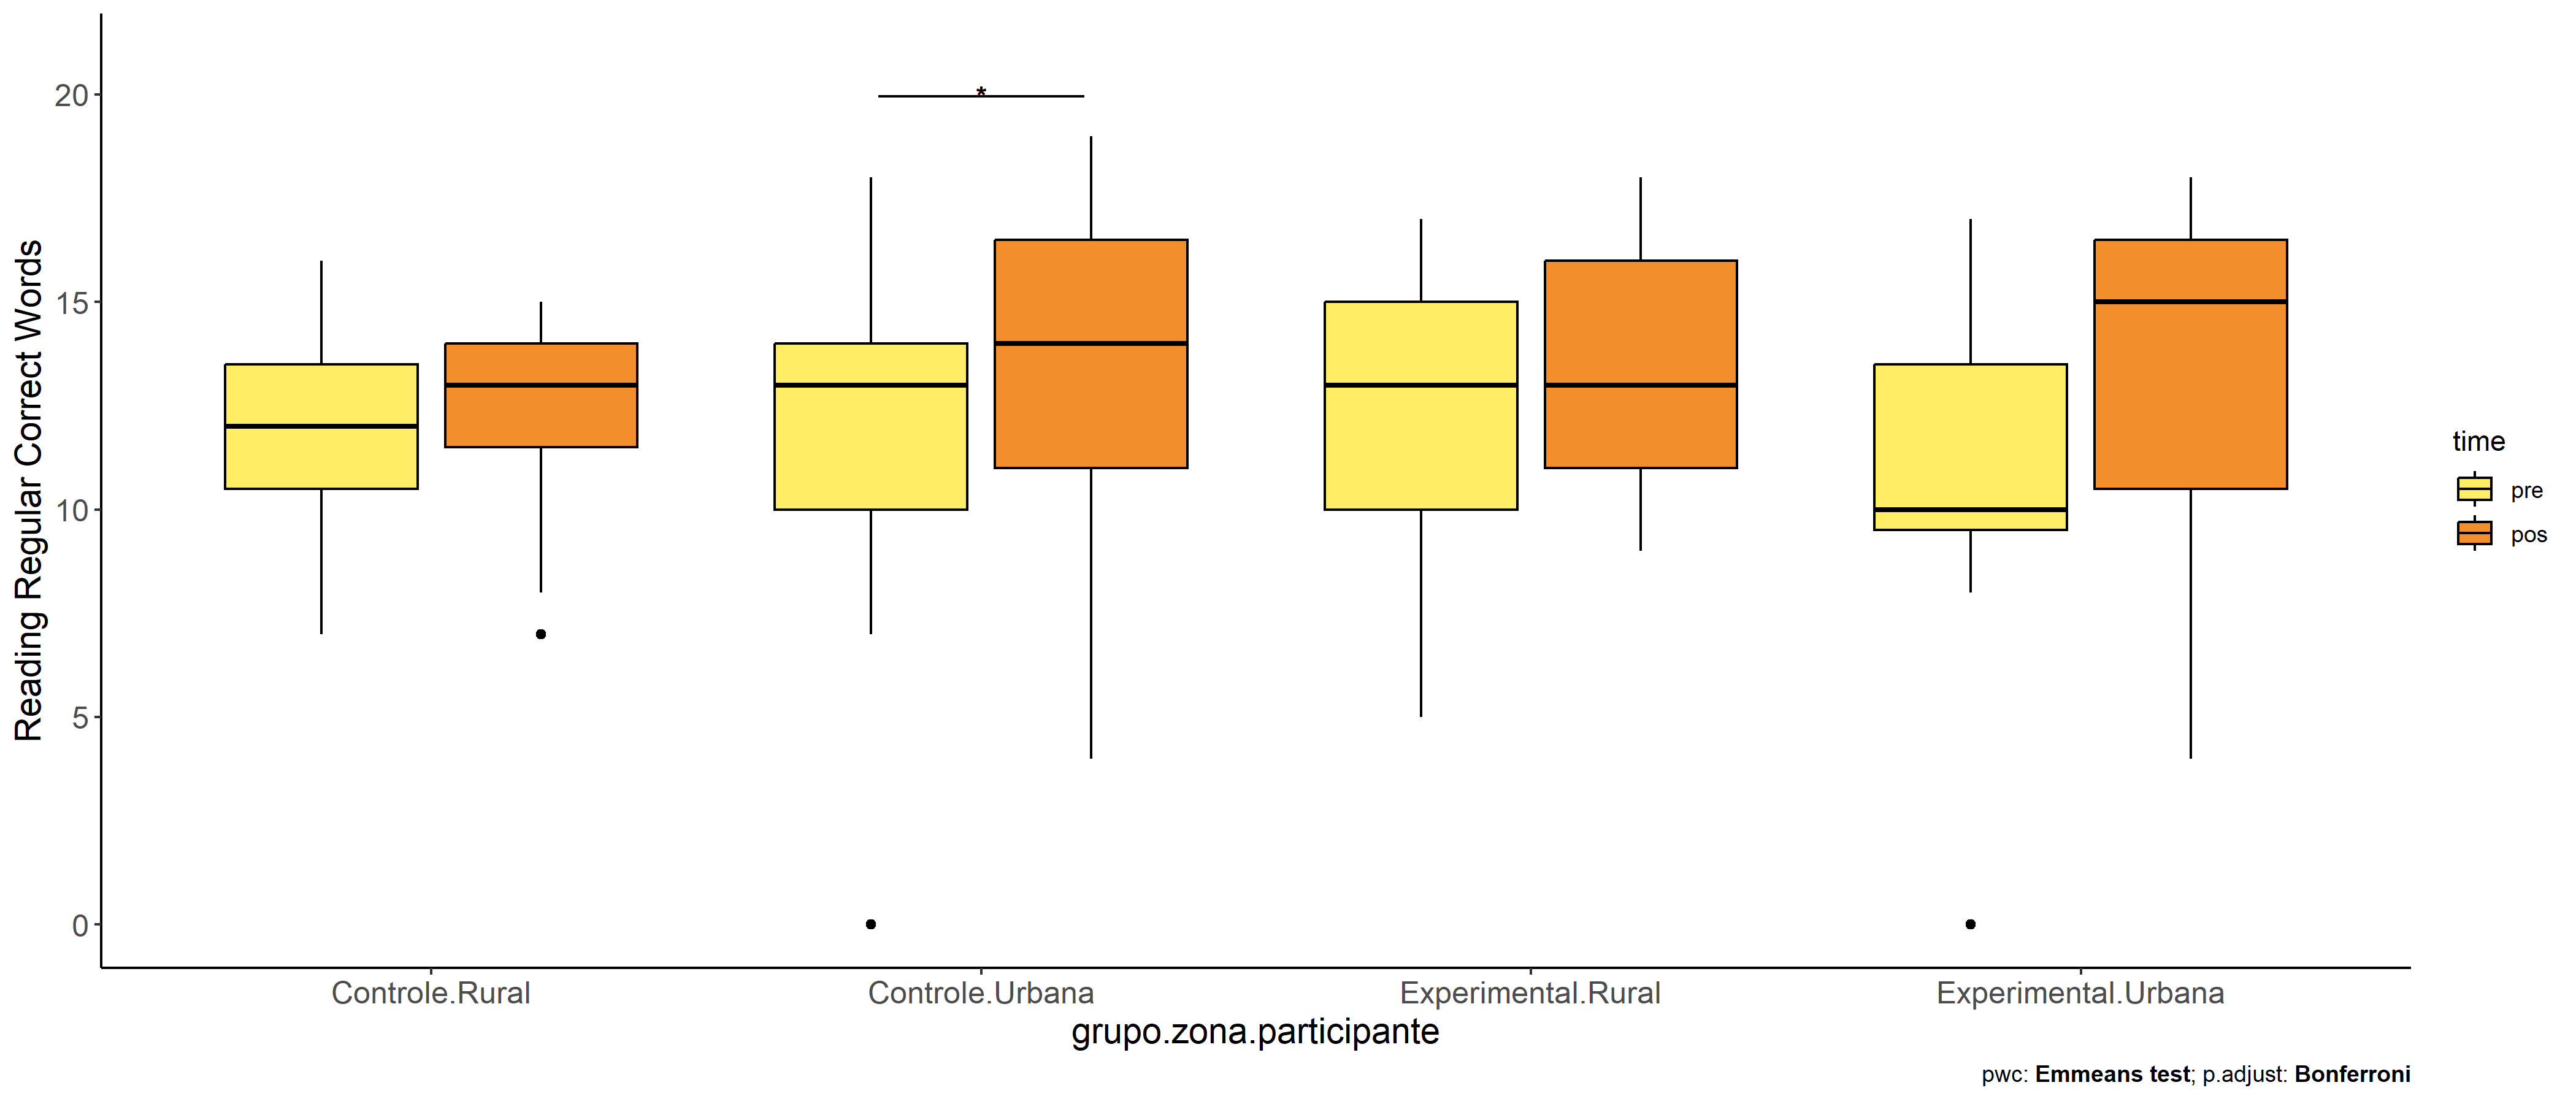 Reading Regular Correct Words
20
15
10
5
0
*
Controle.Rural
Controle.Urbana
Experimental.Rural
Experimental.Urbana
grupo.zona.participante
time
pre
pos
pwc: Emmeans test; p.adjust: Bonferroni